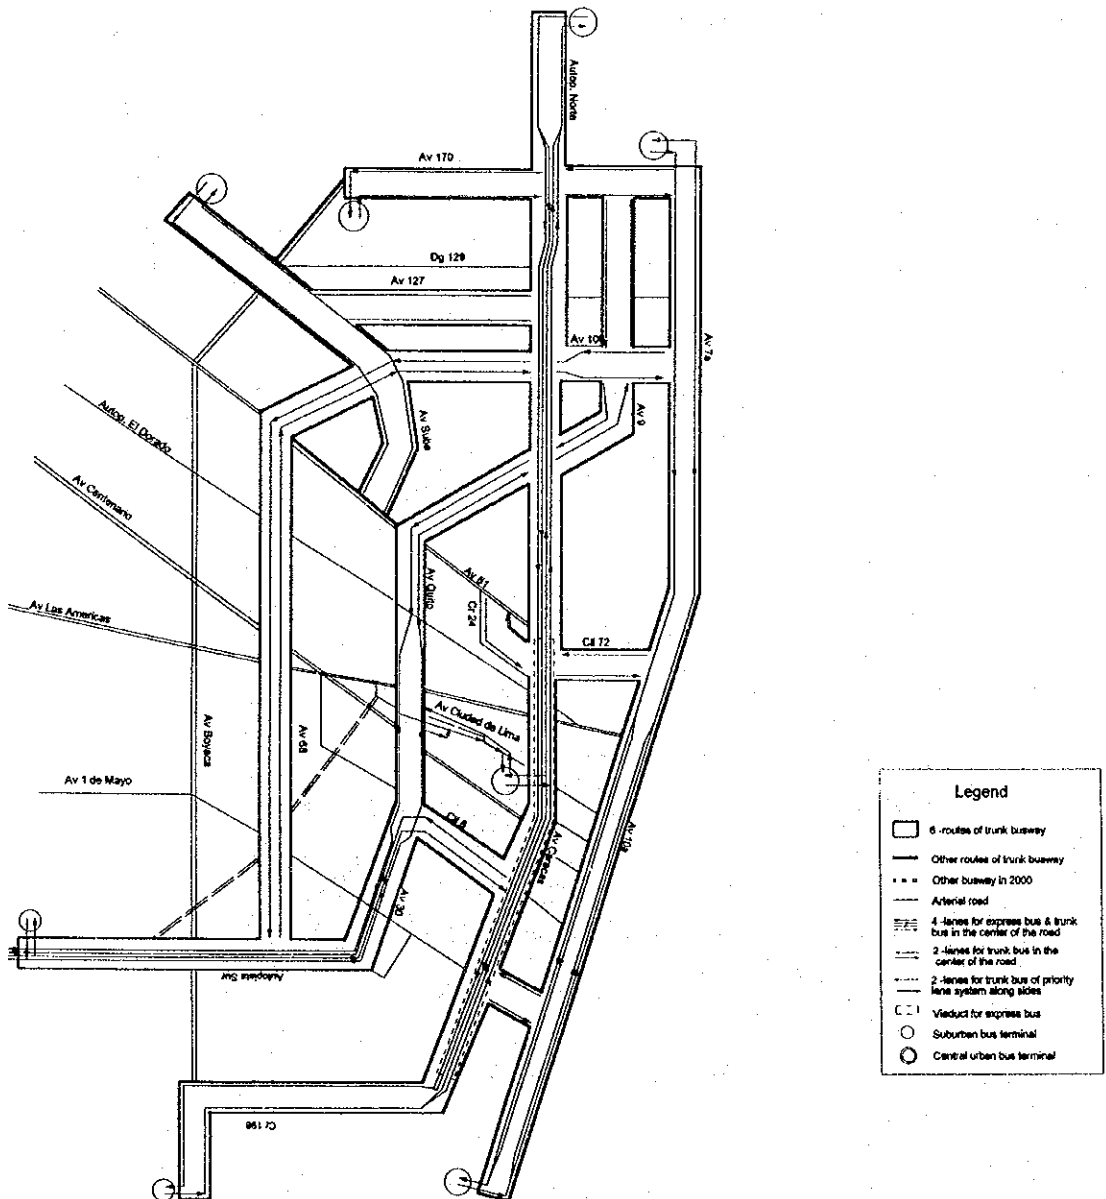 Autop. Norte
Av 170
Dg 129
Av 127
Av 100
Av 7a
Av Suba
Av 9
Autop. El Dorado
Av Centenario
Av Quito
Av 81
Cr 24
Av Las Americas
Cll 72
Av Ciudad de Lima
Av Boyaca
Av 68
Av 1 de Mayo
Cll 6
Av Caracas
Av 10a
Av 30
Autopista Sur
Cr 19B
Legend
6 -routes of trunk busway
Other routes of trunk busway
Other busway in 2000
Arterial road
4 -lanes for express bus & trunk
bus in the center of the road
2 -lanes for trunk bus in the
center of the road
2 -lanes for trunk bus of priority
lane system along sides
Viaduct for express bus
Suburban bus terminal
Central urban bus terminal